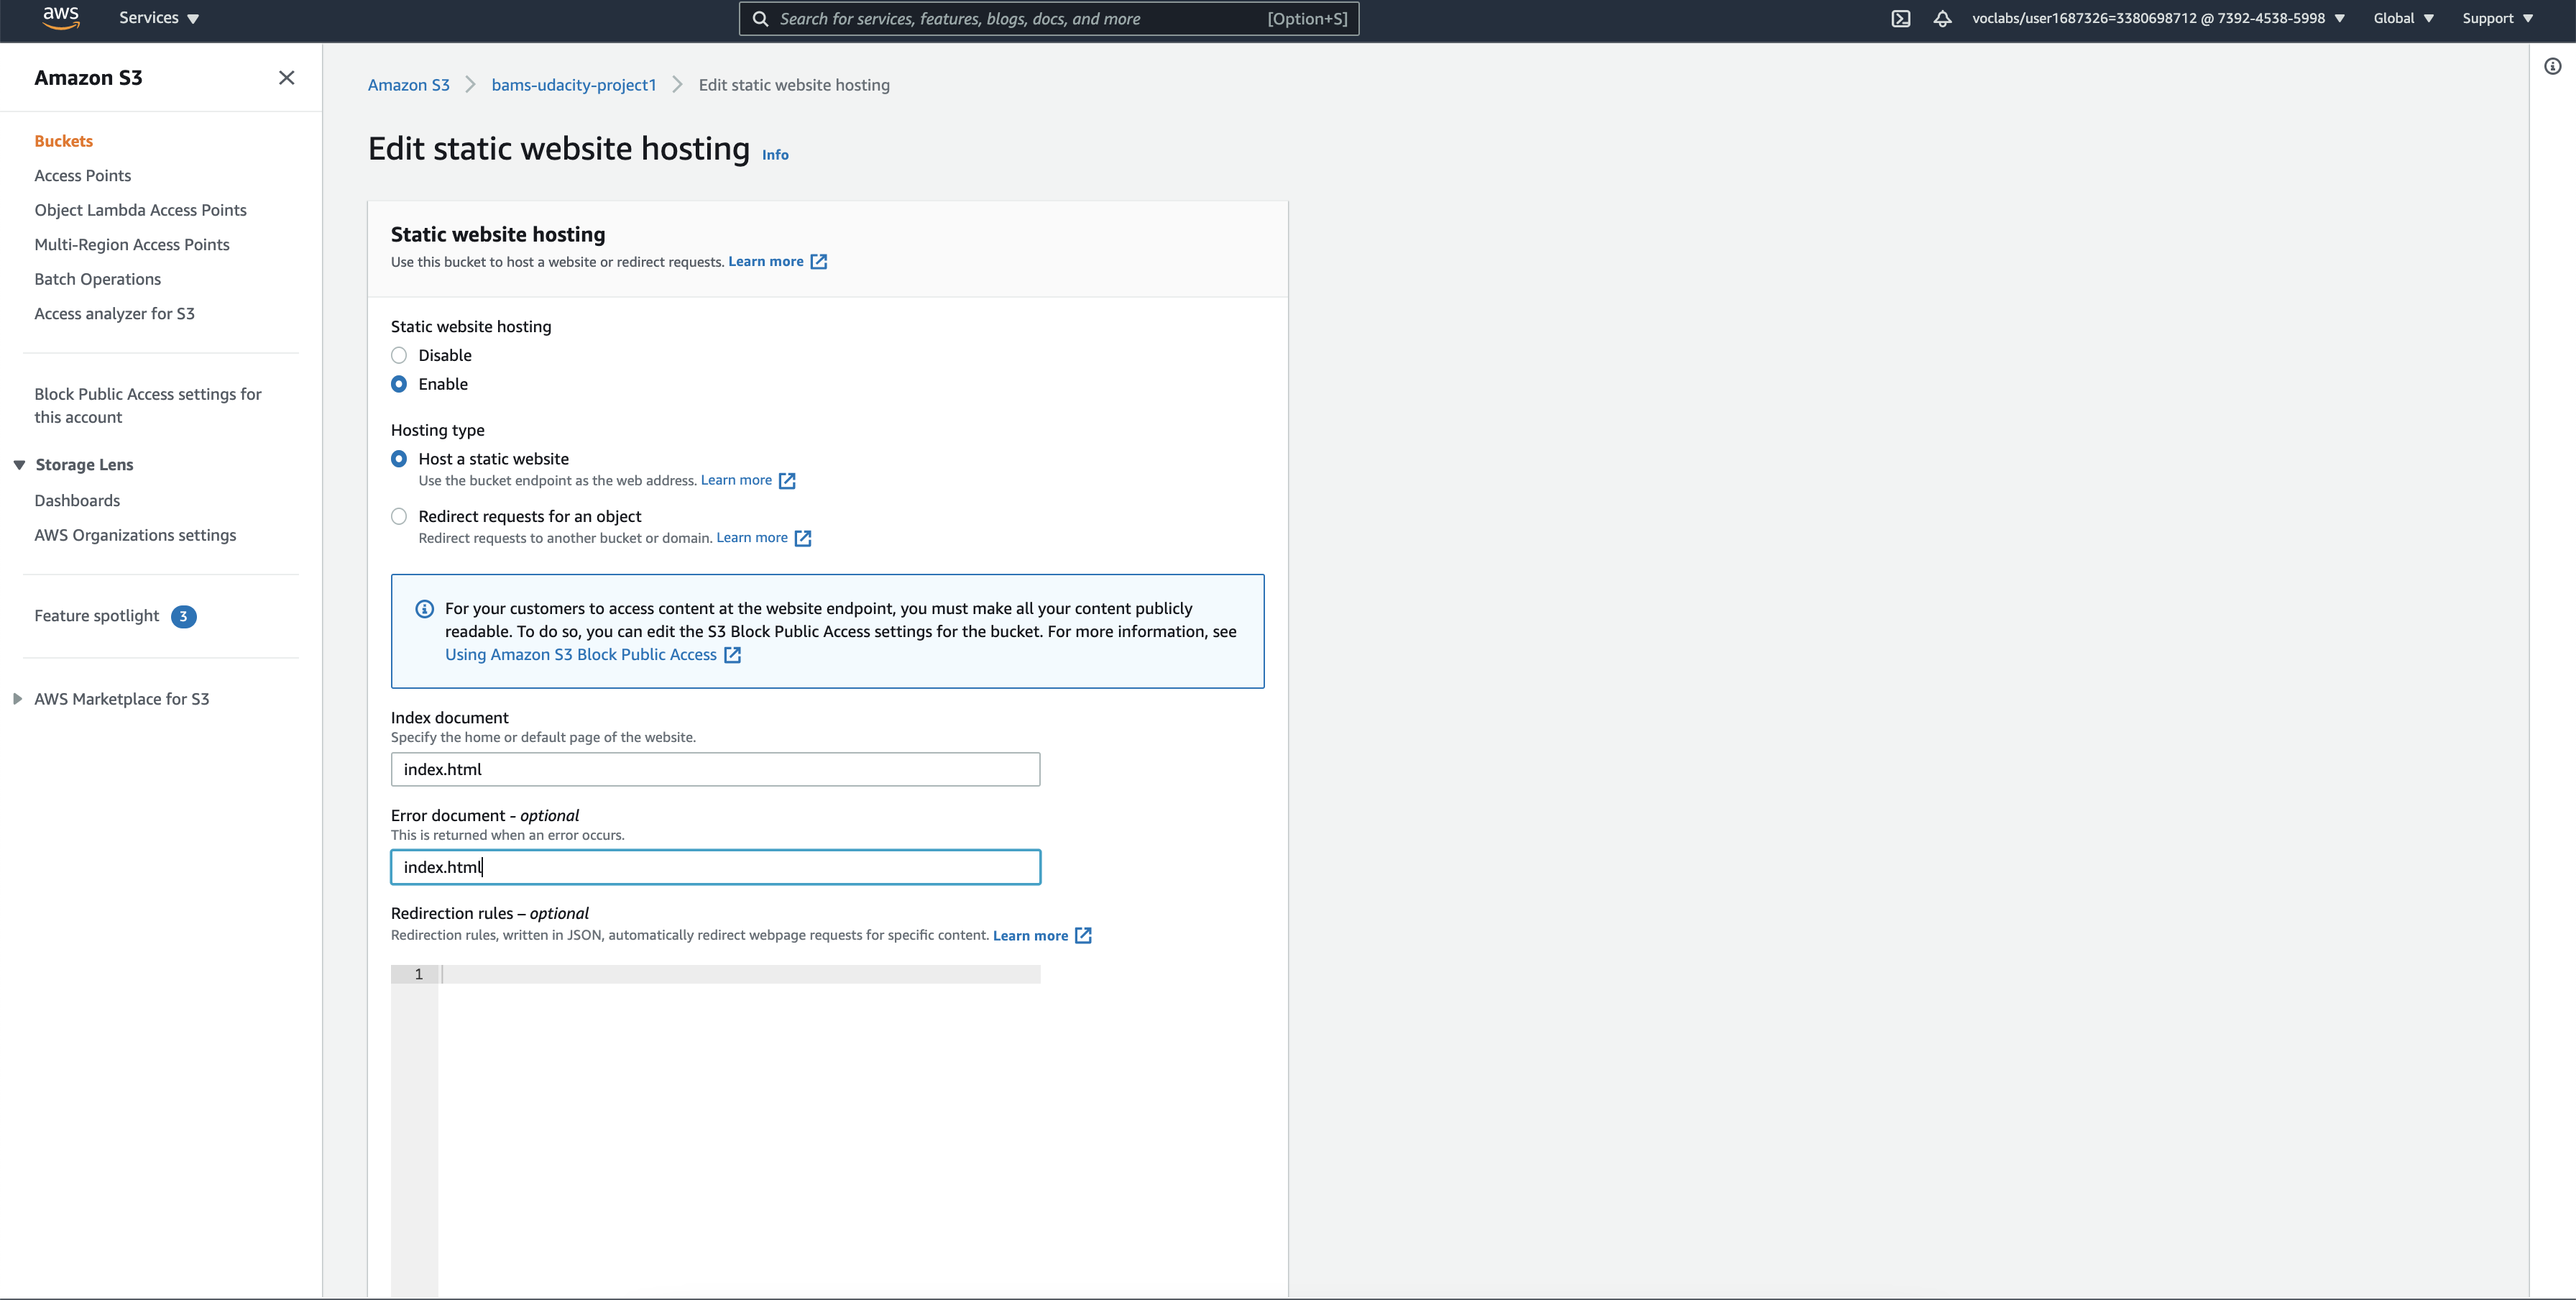 aws
Services ▼
Search for services, features, blogs, docs, and more [Option+S]
voclabs/user1687326=3380698712 @ 7392-4538-5998 ▼
Global ▼
Support ▼
Amazon S3
Buckets
Access Points
Object Lambda Access Points
Multi-Region Access Points
Batch Operations
Access analyzer for S3
Block Public Access settings for
this account
Storage Lens
Dashboards
AWS Organizations settings
Feature spotlight 3
AWS Marketplace for S3
Amazon S3 > bams-udacity-project1 > Edit static website hosting
Edit static website hosting Info
Static website hosting
Use this bucket to host a website or redirect requests. Learn more
Static website hosting
Disable
Enable
Hosting type
Host a static website
Use the bucket endpoint as the web address. Learn more
Redirect requests for an object
Redirect requests to another bucket or domain. Learn more
For your customers to access content at the website endpoint, you must make all your content publicly
readable. To do so, you can edit the S3 Block Public Access settings for the bucket. For more information, see
Using Amazon S3 Block Public Access
Index document
Specify the home or default page of the website.
index.html
Error document - optional
This is returned when an error occurs.
index.html
Redirection rules – optional
Redirection rules, written in JSON, automatically redirect webpage requests for specific content. Learn more
1